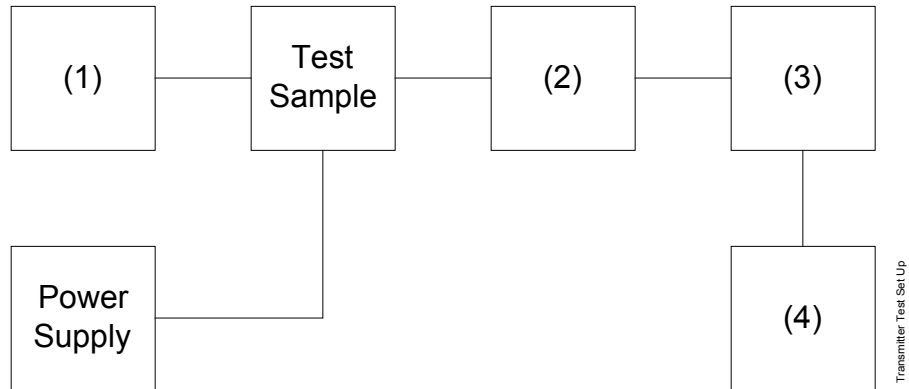 (1)
Test
Sample
(2)
(3)
Power
Supply
(4)
Transmitter Test Set Up